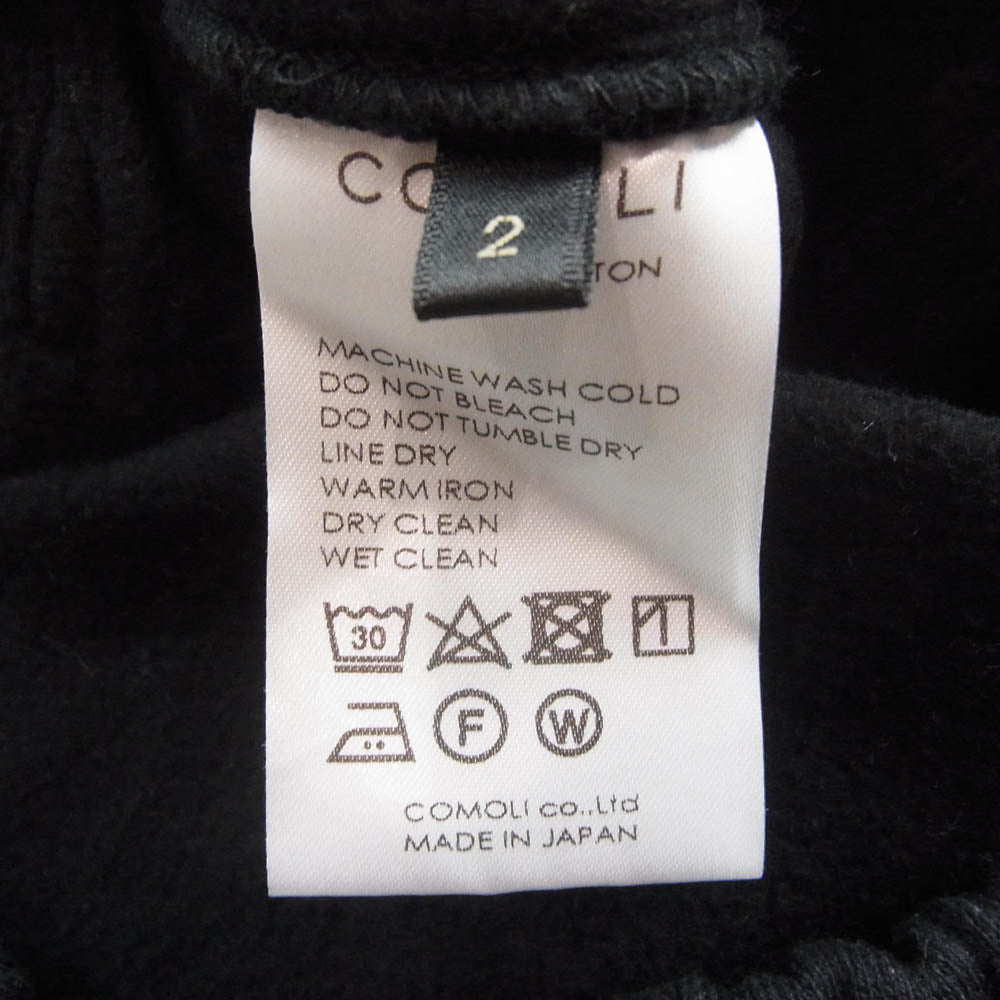 CO LI
2
TON
MACHINE WASH COLD
DO NOT BLEACH
DO NOT TUMBLE DRY
LINE DRY
WARM IRON
DRY CLEAN
WET CLEAN
30
F W
COMOLI co.,Ltd
MADE IN JAPAN